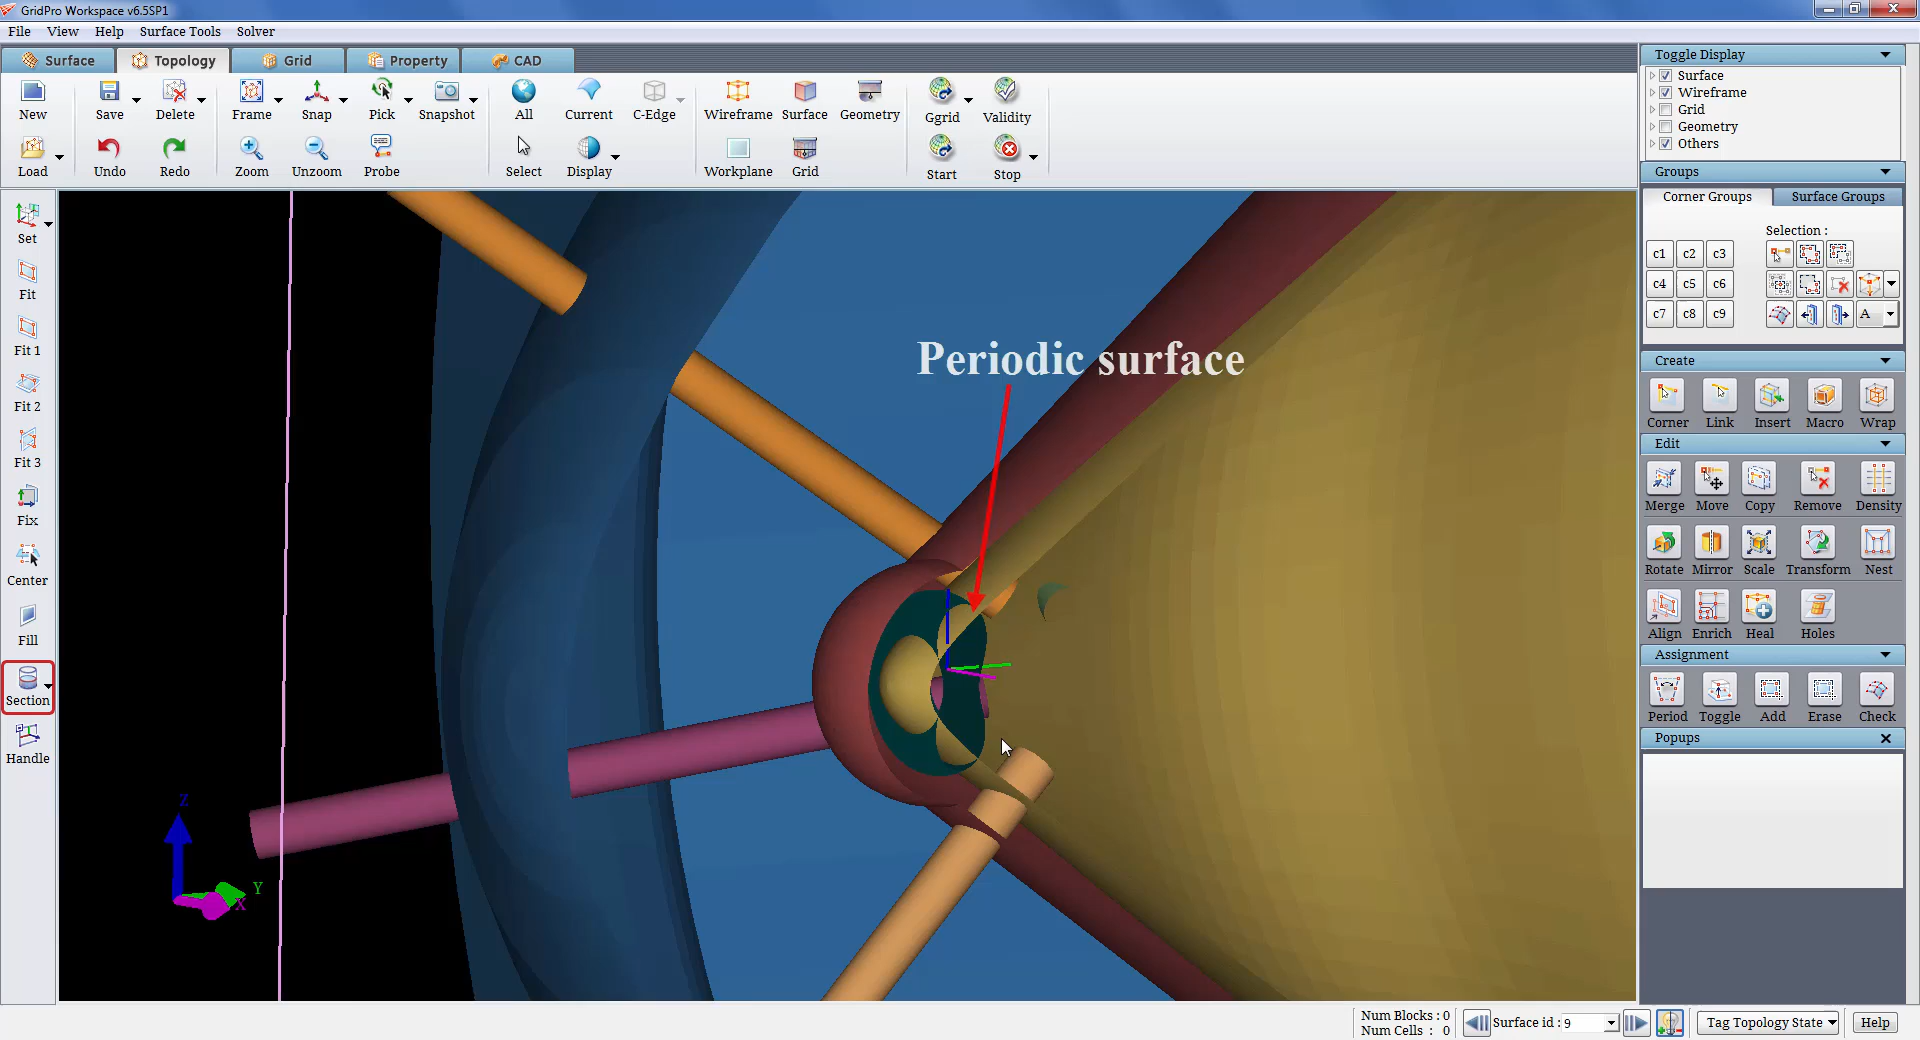 GridPro Workspace v6.5SP1
File View Help Surface Tools Solver
Surface Topology Grid Property CAD
New Save Delete Frame Snap Pick Snapshot All Current C-Edge Wireframe Surface Geometry Ggrid Validity
Load Undo Redo Zoom Unzoom Probe Select Display Workplane Grid Start Stop
Set
Fit
Fit 1
Fit 2
Fit 3
Fix
Center
Fill
Section
Handle
Periodic surface
Z
Y
X
Toggle Display
Surface
Wireframe
Grid
Geometry
Others
Groups
Corner Groups Surface Groups
Selection :
c1 c2 c3
c4 c5 c6
c7 c8 c9 A
Create
Corner Link Insert Macro Wrap
Edit
Merge Move Copy Remove Density
Rotate Mirror Scale Transform Nest
Align Enrich Heal Holes
Assignment
Period Toggle Add Erase Check
Popups
Num Blocks : 0
Num Cells : 0
Surface id : 9
Tag Topology State
Help